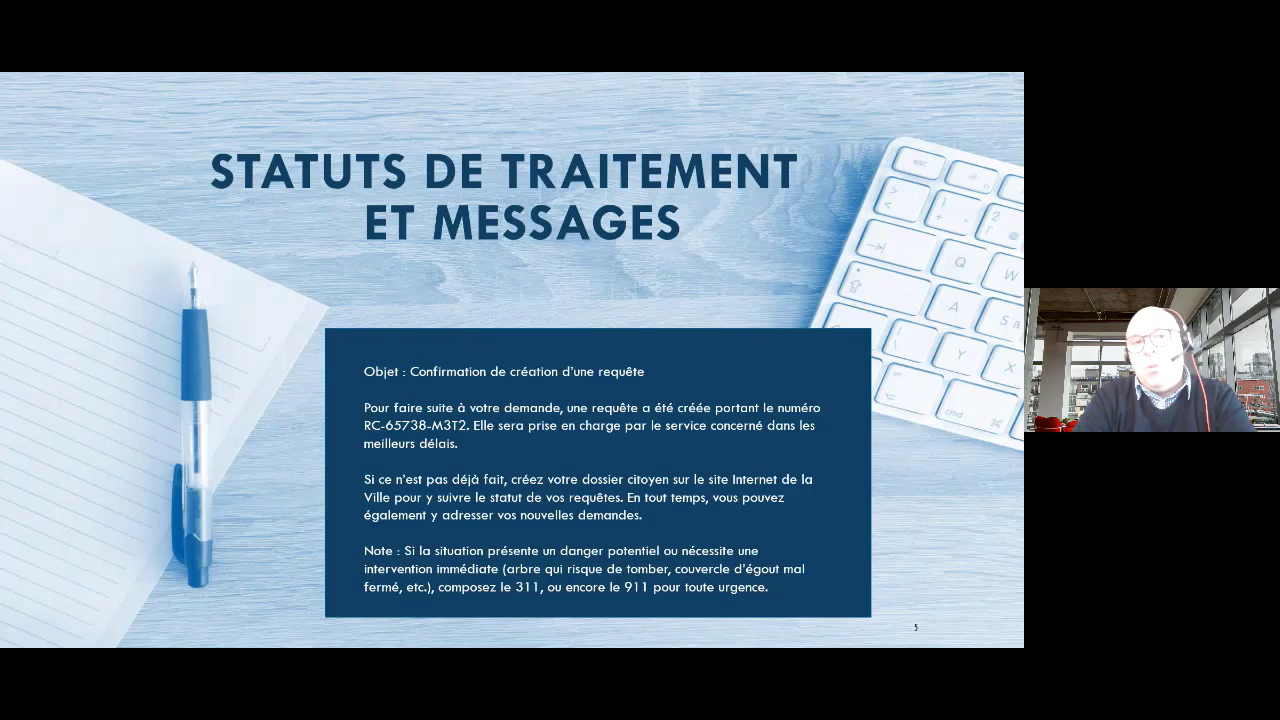 STATUTS DE TRAITEMENT
ET MESSAGES
esc
Q
W
A
S
Y
X
alt
cmd
Objet : Confirmation de création d'une requête
Pour faire suite à votre demande, une requête a été créée portant le numéro
RC-65738-M3T2. Elle sera prise en charge par le service concerné dans les
meilleurs délais.
Si ce n'est pas déjà fait, créez votre dossier citoyen sur le site Internet de la
Ville pour y suivre le statut de vos requêtes. En tout temps, vous pouvez
également y adresser vos nouvelles demandes.
Note : Si la situation présente un danger potentiel ou nécessite une
intervention immédiate (arbre qui risque de tomber, couvercle d'égout mal
fermé, etc.), composez le 311, ou encore le 911 pour toute urgence.
5